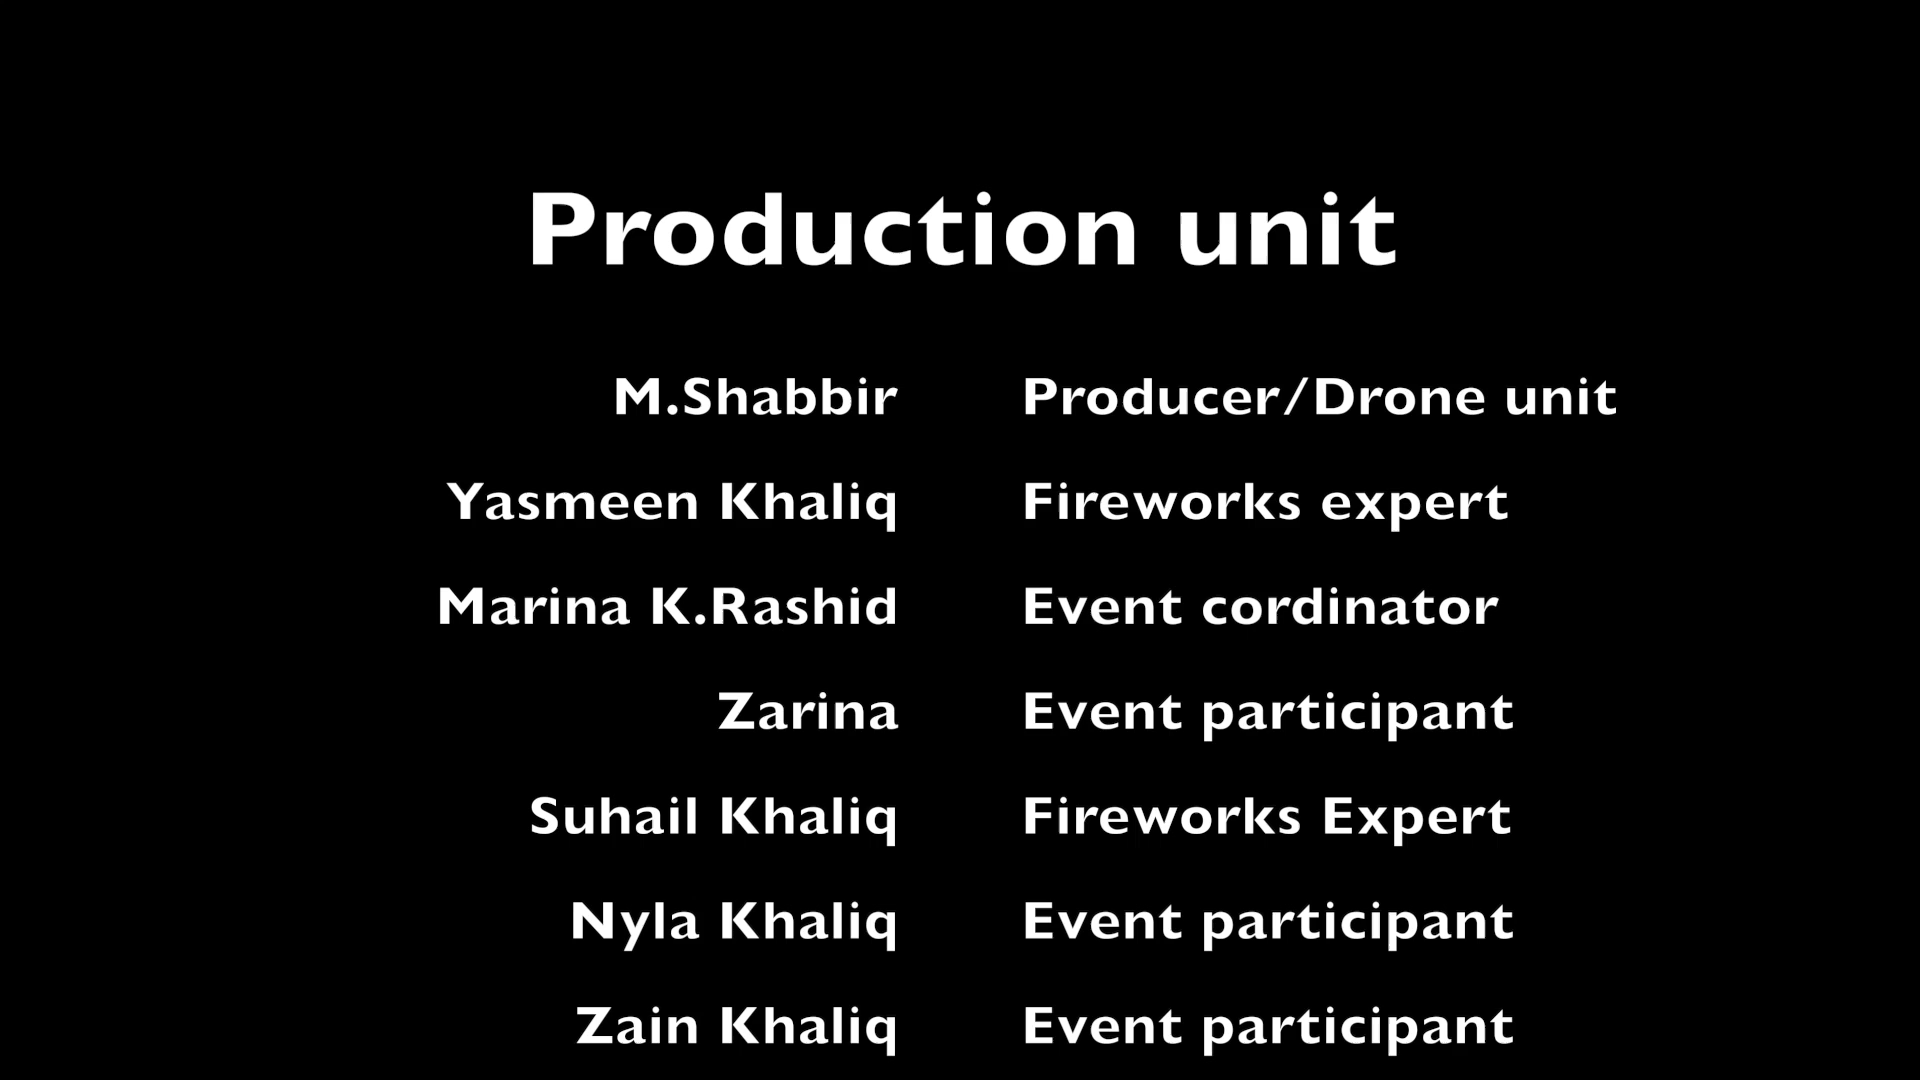 Production unit
M.Shabbir Producer/Drone unit
Yasmeen Khaliq Fireworks expert
Marina K.Rashid Event cordinator
Zarina Event participant
Suhail Khaliq Fireworks Expert
Nyla Khaliq Event participant
Zain Khaliq Event participant